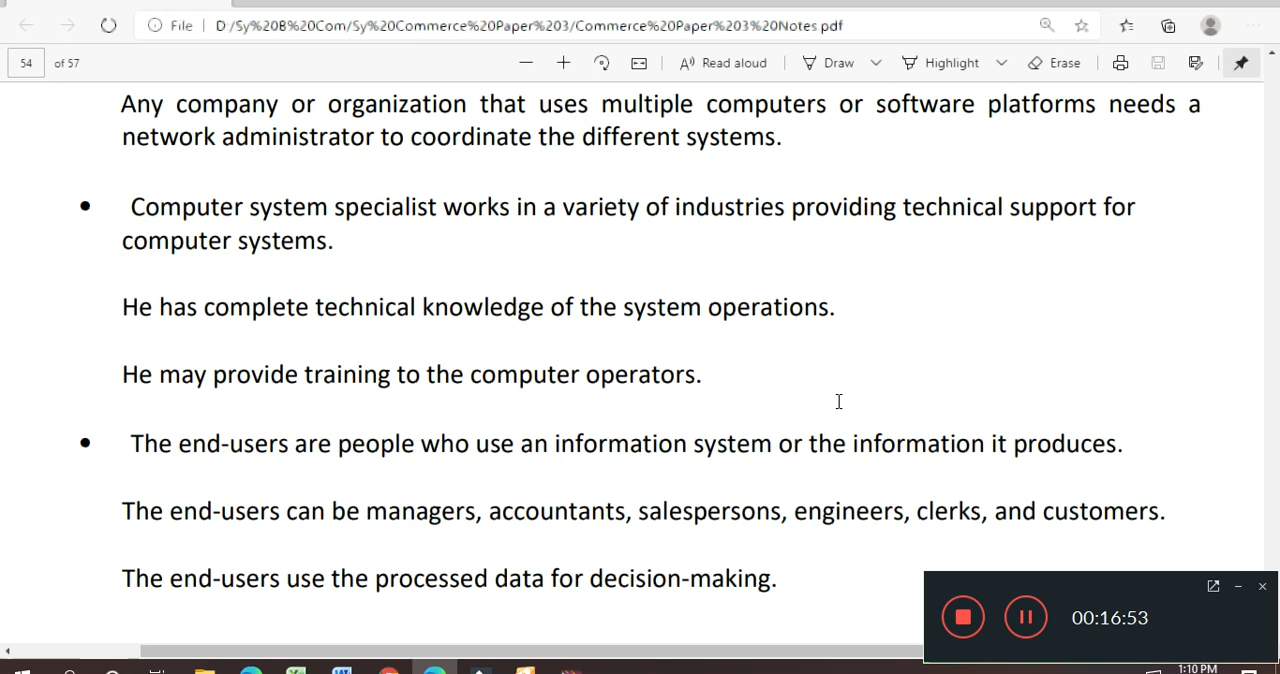 File D:/Sy%20B%20Com/Sy%20Commerce%20Paper%203/Commerce%20Paper%203%20Notes pdf
54 of 57 Read aloud Draw Highlight Erase
Any company or organization that uses multiple computers or software platforms needs a
network administrator to coordinate the different systems.
• Computer system specialist works in a variety of industries providing technical support for
computer systems.
He has complete technical knowledge of the system operations.
He may provide training to the computer operators.
• The end-users are people who use an information system or the information it produces.
The end-users can be managers, accountants, salespersons, engineers, clerks, and customers.
The end-users use the processed data for decision-making.
00:16:53
1:10 PM